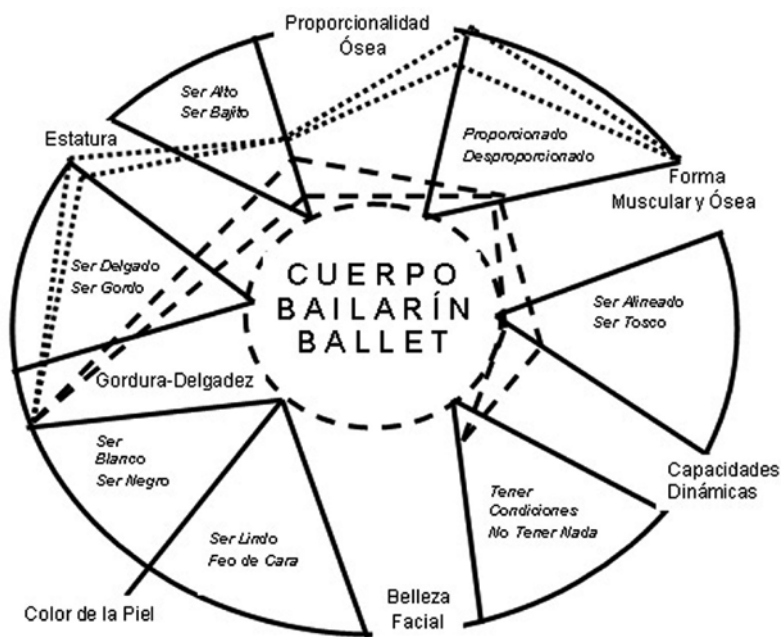 Proporcionalidad
Ósea
Ser Alto
Ser Bajito
Estatura
Proporcionado
Desproporcionado
Forma
Muscular y Ósea
Ser Delgado
Ser Gordo
CUERPO
BAILARÍN
BALLET
Ser Alineado
Ser Tosco
Gordura-Delgadez
Ser
Blanco
Ser Negro
Capacidades
Dinámicas
Tener
Condiciones
No Tener Nada
Ser Lindo
Feo de Cara
Color de la Piel
Belleza
Facial